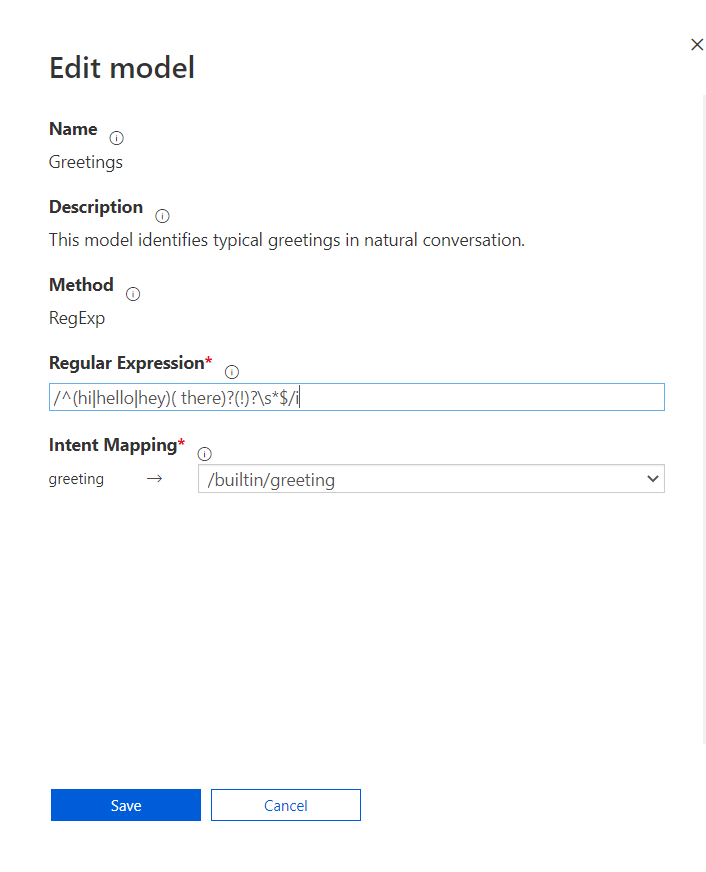 Edit model
Name
Greetings
Description
This model identifies typical greetings in natural conversation.
Method
RegExp
Regular Expression*
/^(hi|hello|hey)( there)?(!)?\s*$/i
Intent Mapping*
greeting → /builtin/greeting
Save Cancel